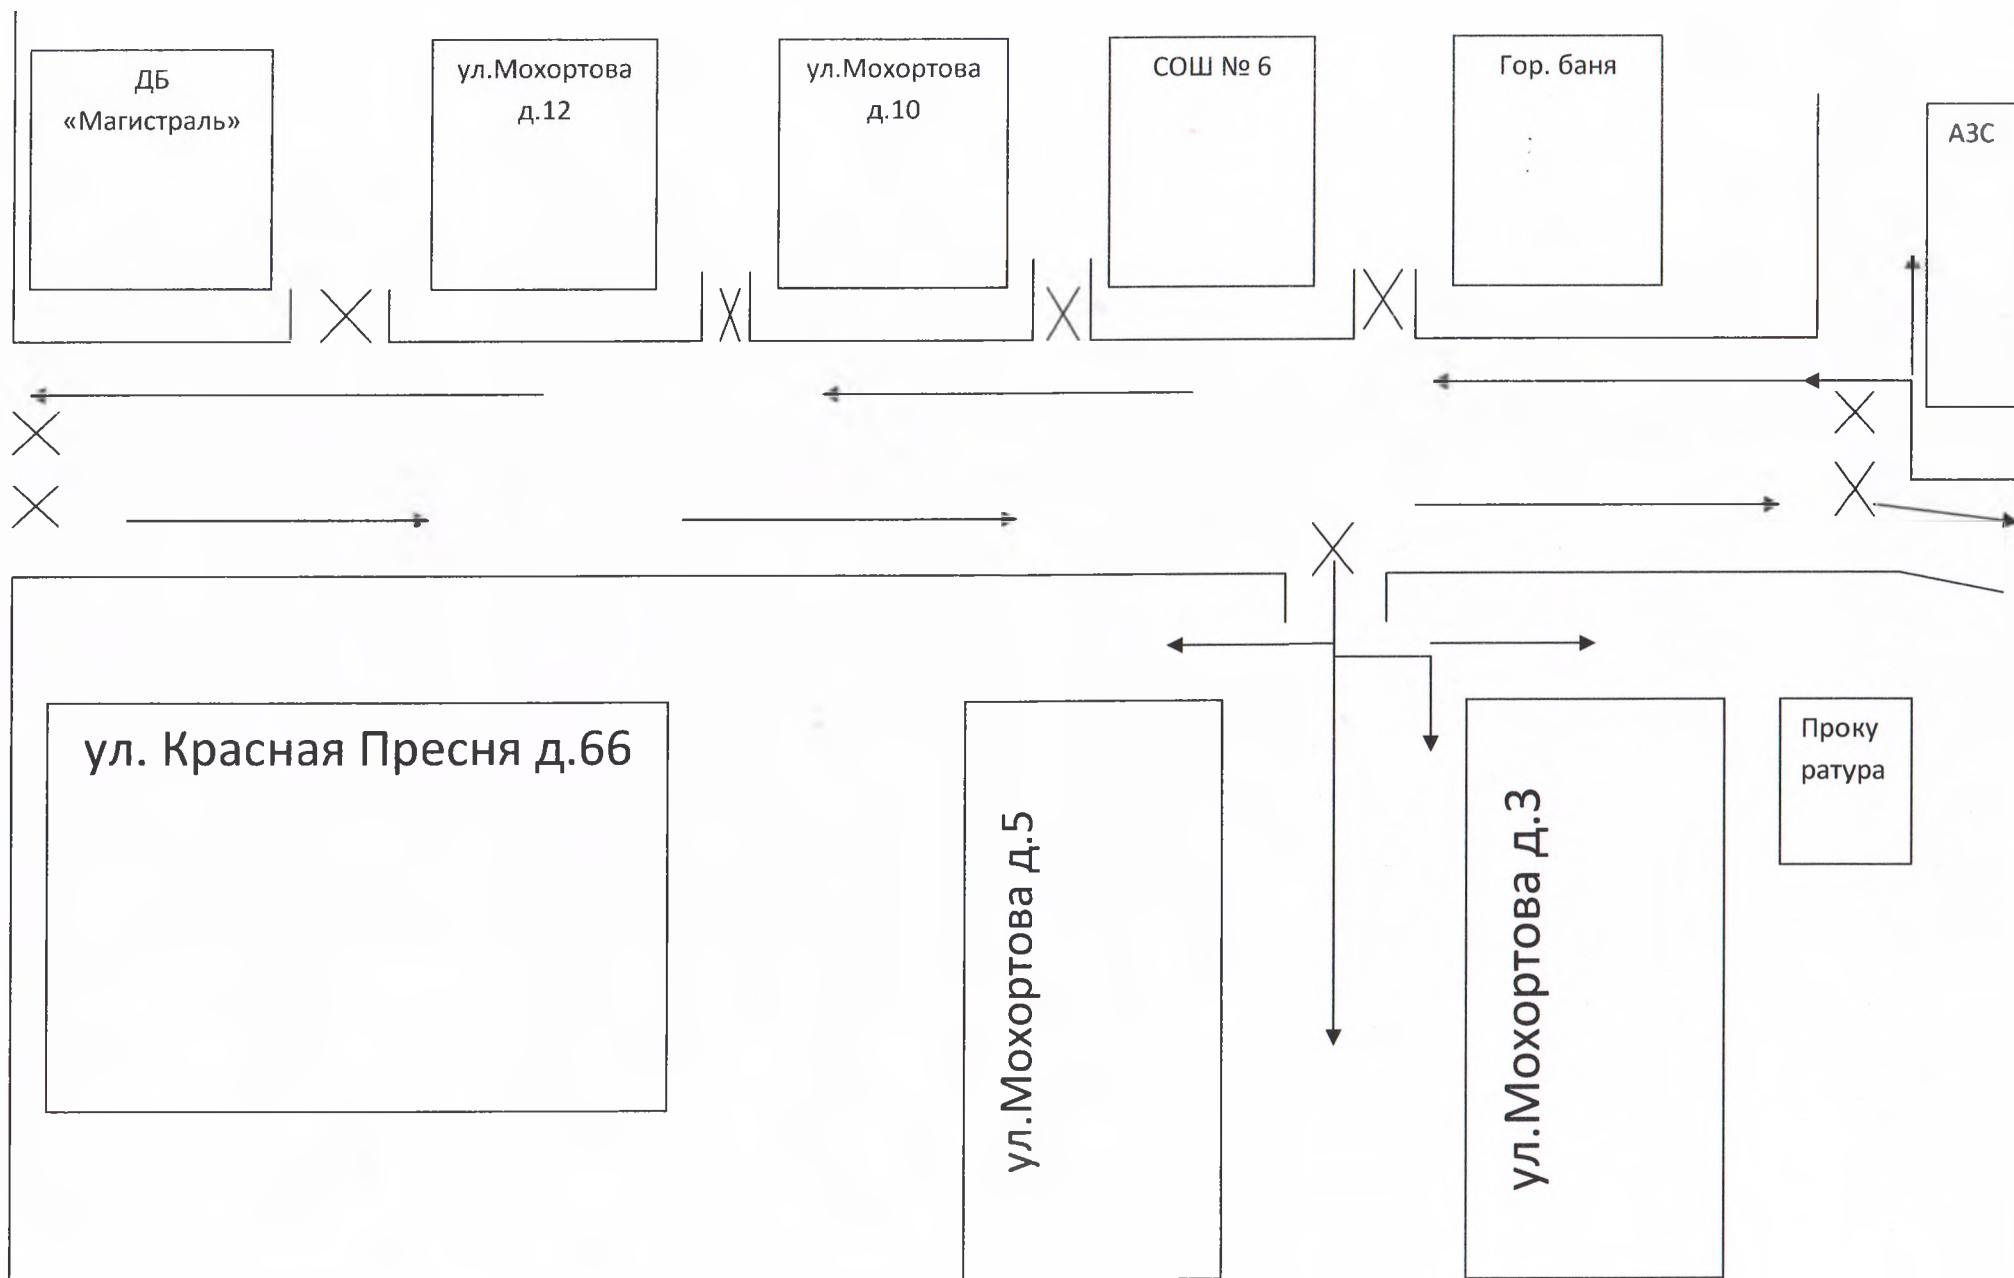 ДБ
«Магистраль»
ул.Мохортова
д.12
ул.Мохортова
д.10
СОШ № 6
Гор. баня
АЗС
ул. Красная Пресня д.66
ул.Мохортова д.5
ул.Мохортова д.3
Проку
ратура